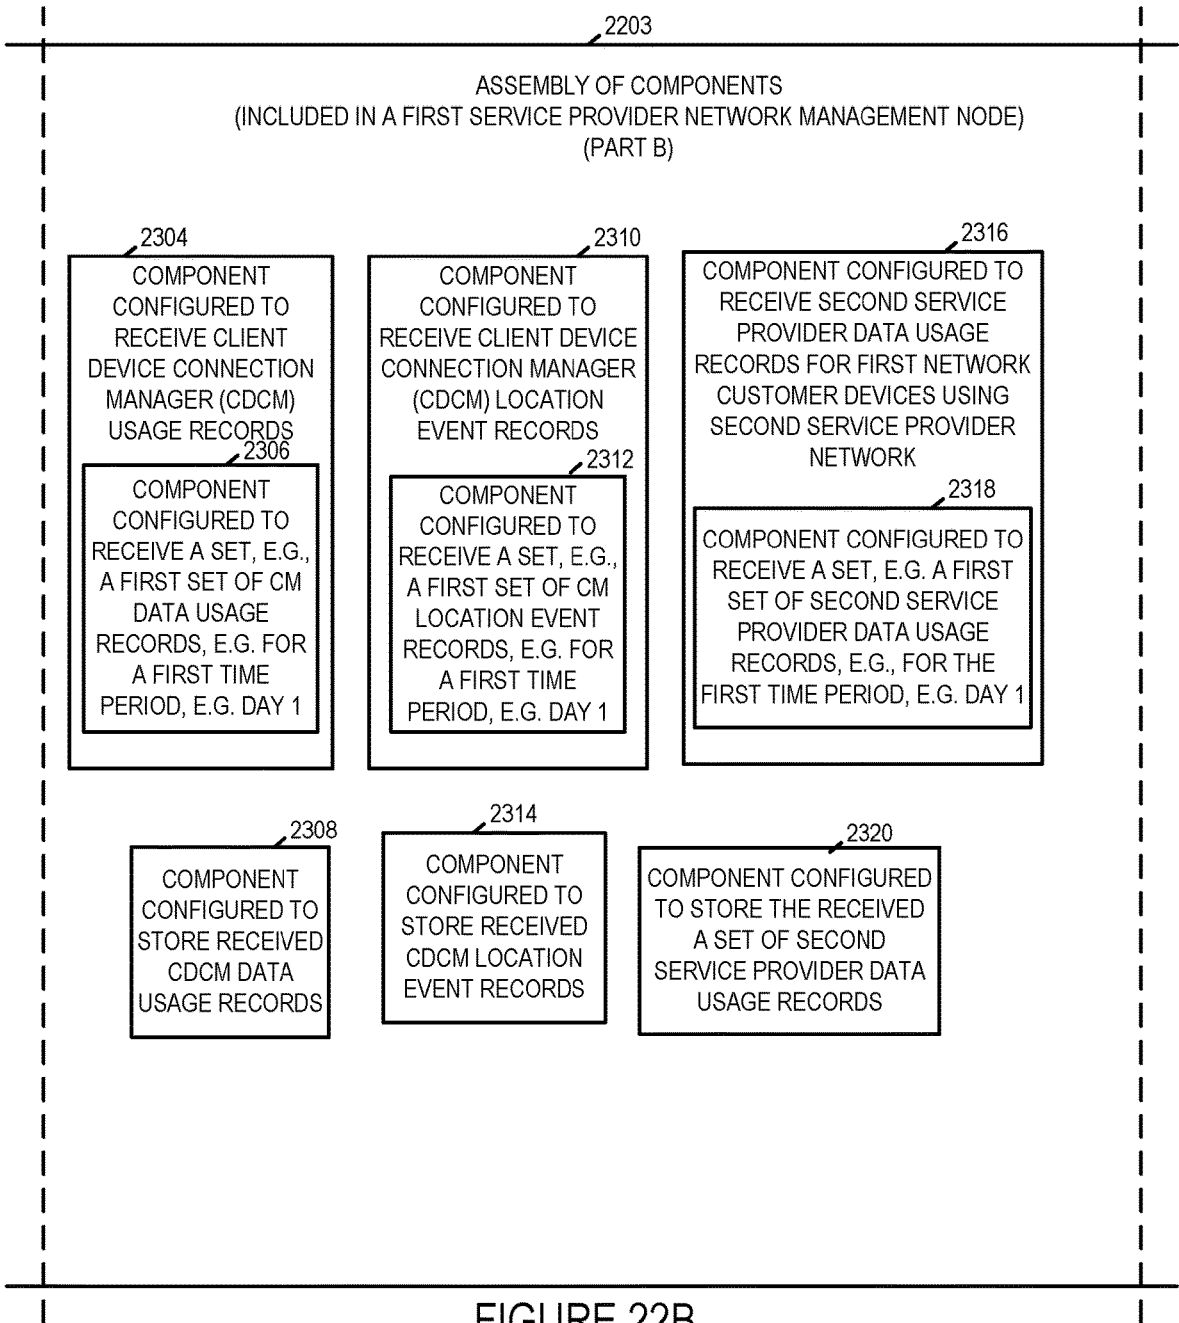 2203
ASSEMBLY OF COMPONENTS
(INCLUDED IN A FIRST SERVICE PROVIDER NETWORK MANAGEMENT NODE)
(PART B)
2304
COMPONENT
CONFIGURED TO
RECEIVE CLIENT
DEVICE CONNECTION
MANAGER (CDCM)
USAGE RECORDS
2306
COMPONENT
CONFIGURED TO
RECEIVE A SET, E.G.,
A FIRST SET OF CM
DATA USAGE
RECORDS, E.G. FOR
A FIRST TIME
PERIOD, E.G. DAY 1
2310
COMPONENT
CONFIGURED TO
RECEIVE CLIENT DEVICE
CONNECTION MANAGER
(CDCM) LOCATION
EVENT RECORDS
2312
COMPONENT
CONFIGURED TO
RECEIVE A SET, E.G.,
A FIRST SET OF CM
LOCATION EVENT
RECORDS, E.G. FOR
A FIRST TIME
PERIOD, E.G. DAY 1
2316
COMPONENT CONFIGURED TO
RECEIVE SECOND SERVICE
PROVIDER DATA USAGE
RECORDS FOR FIRST NETWORK
CUSTOMER DEVICES USING
SECOND SERVICE PROVIDER
NETWORK
2318
COMPONENT CONFIGURED TO
RECEIVE A SET, E.G. A FIRST
SET OF SECOND SERVICE
PROVIDER DATA USAGE
RECORDS, E.G., FOR THE
FIRST TIME PERIOD, E.G. DAY 1
2308
COMPONENT
CONFIGURED TO
STORE RECEIVED
CDCM DATA
USAGE RECORDS
2314
COMPONENT
CONFIGURED TO
STORE RECEIVED
CDCM LOCATION
EVENT RECORDS
2320
COMPONENT CONFIGURED
TO STORE THE RECEIVED
A SET OF SECOND
SERVICE PROVIDER DATA
USAGE RECORDS
FIGURE 22B